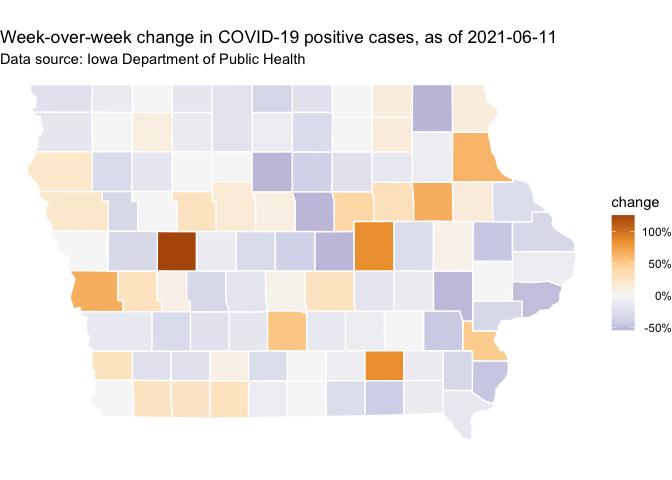 Week-over-week change in COVID-19 positive cases, as of 2021-06-11
Data source: Iowa Department of Public Health
change
100%
50%
0%
-50%